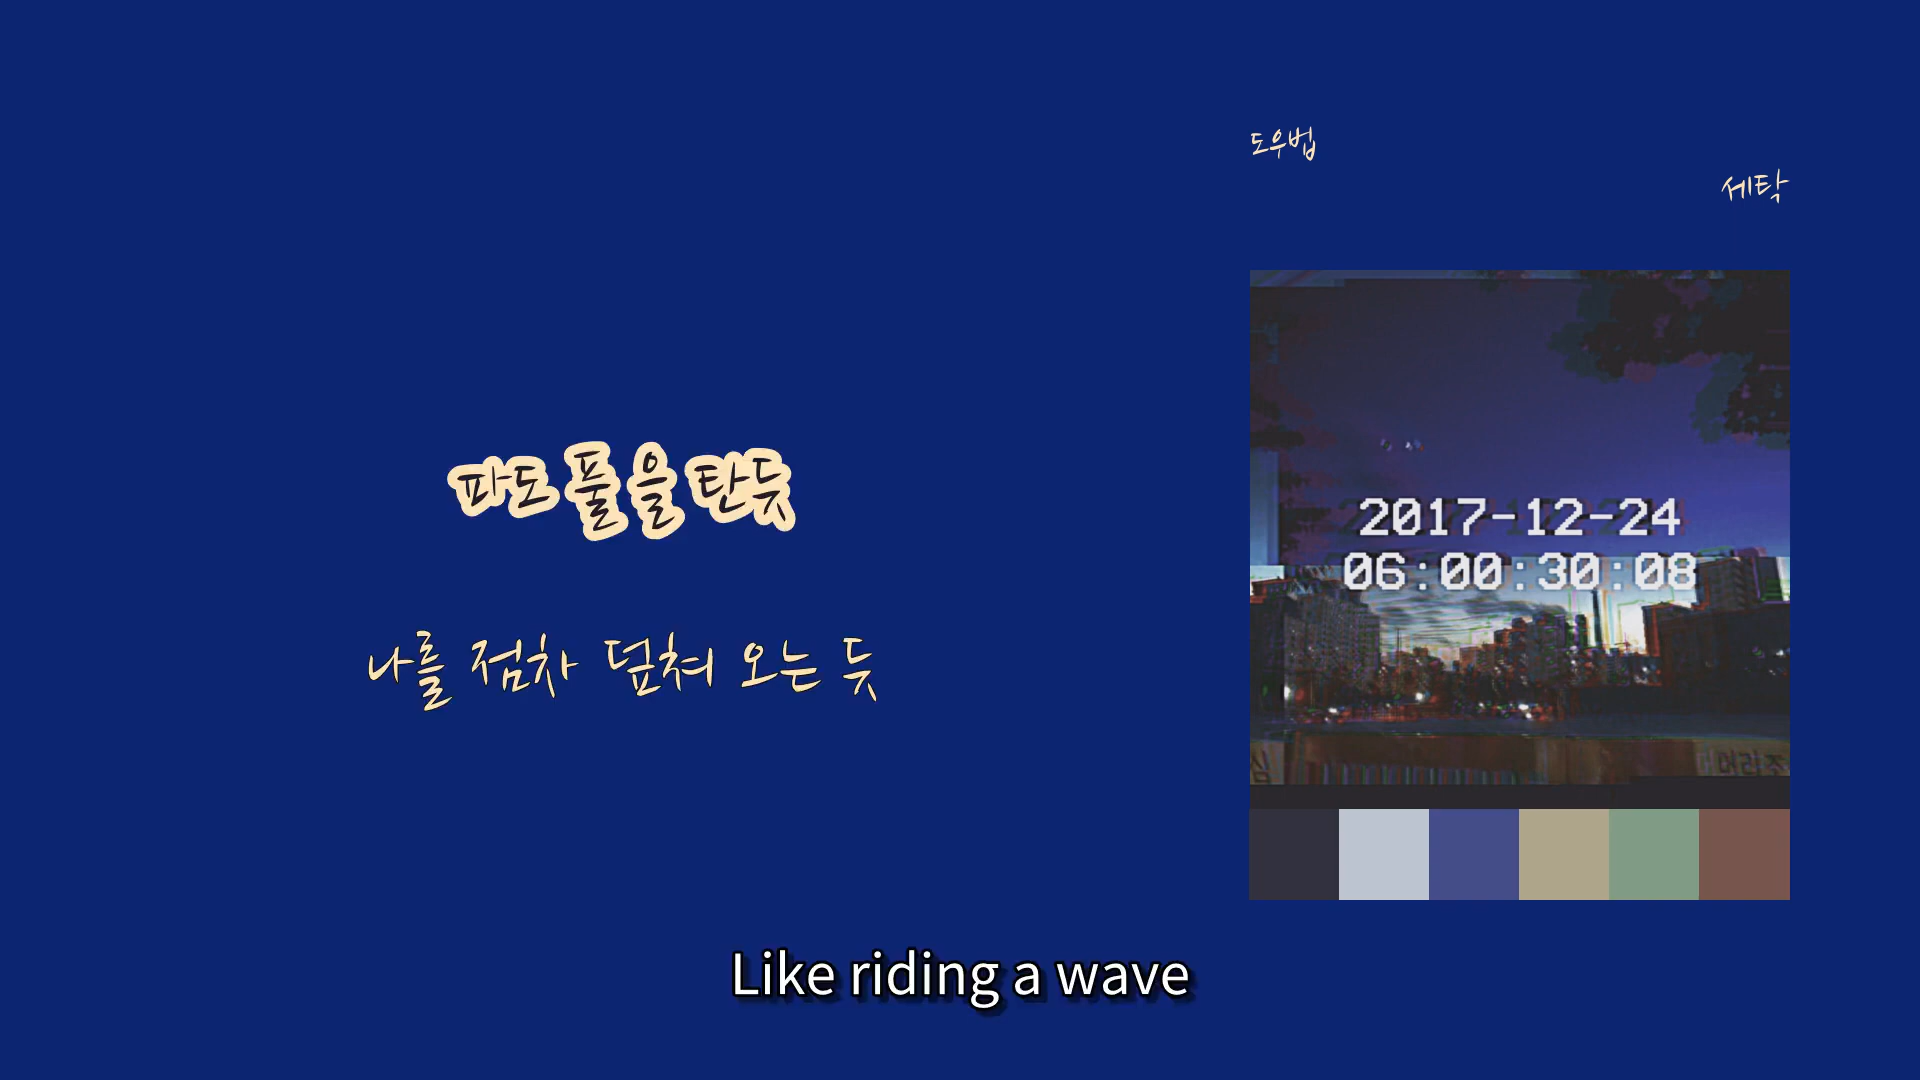 도우법
세탁
파도 풀을 탄듯
나를 점차 덮쳐 오는 듯
2017-12-24
06:00:30:08
Like riding a wave